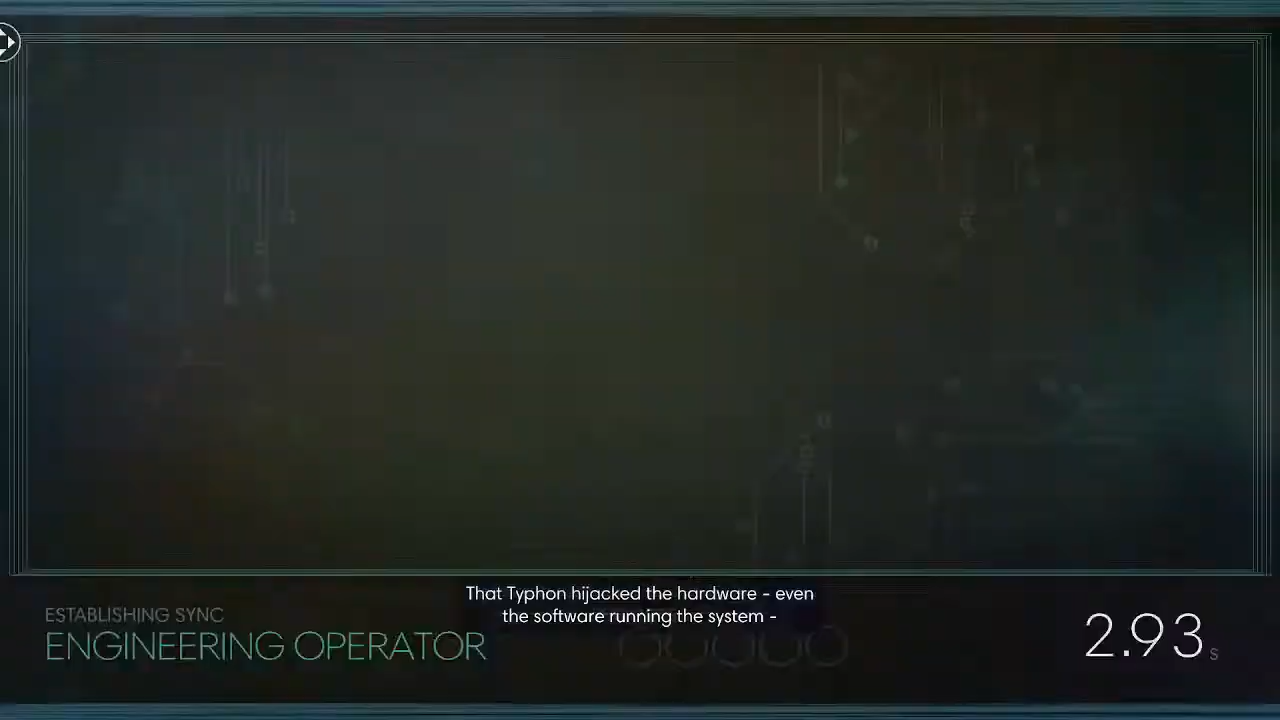 That Typhon hijacked the hardware - even
the software running the system -
ESTABLISHING SYNC
ENGINEERING OPERATOR
2.93 s